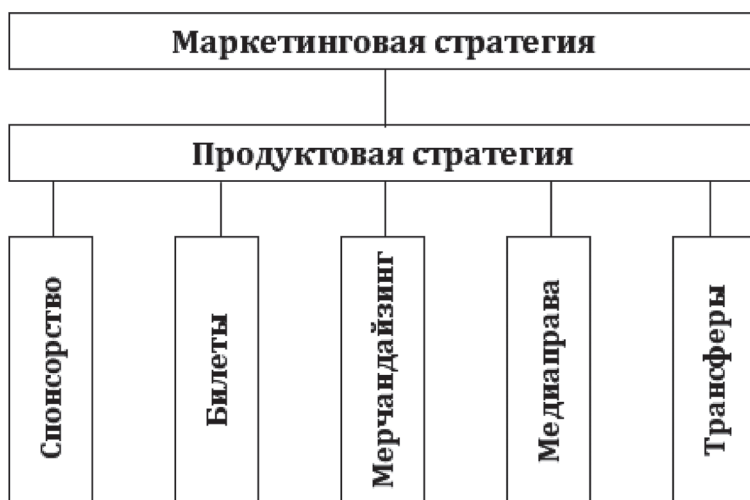 Маркетинговая стратегия
Продуктовая стратегия
Спонсорство
Билеты
Мерчандайзинг
Медиаправа
Трансферы